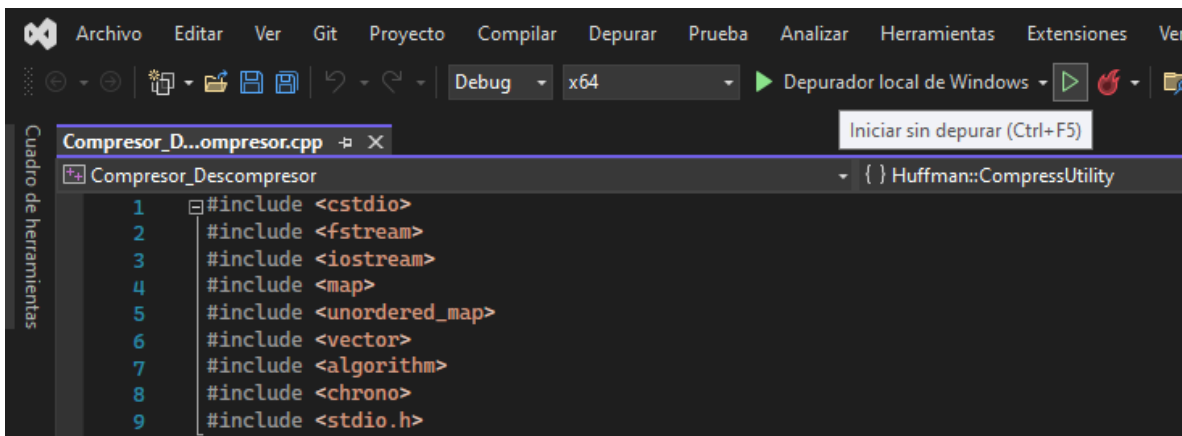 Archivo Editar Ver Git Proyecto Compilar Depurar Prueba Analizar Herramientas Extensiones Ve
Debug x64 Depurador local de Windows
Iniciar sin depurar (Ctrl+F5)
Cuadro de herramientas
Compresor_D...ompresor.cpp
Compresor_Descompresor { } Huffman::CompressUtility
1 #include <cstdio>
2 #include <fstream>
3 #include <iostream>
4 #include <map>
5 #include <unordered_map>
6 #include <vector>
7 #include <algorithm>
8 #include <chrono>
9 #include <stdio.h>